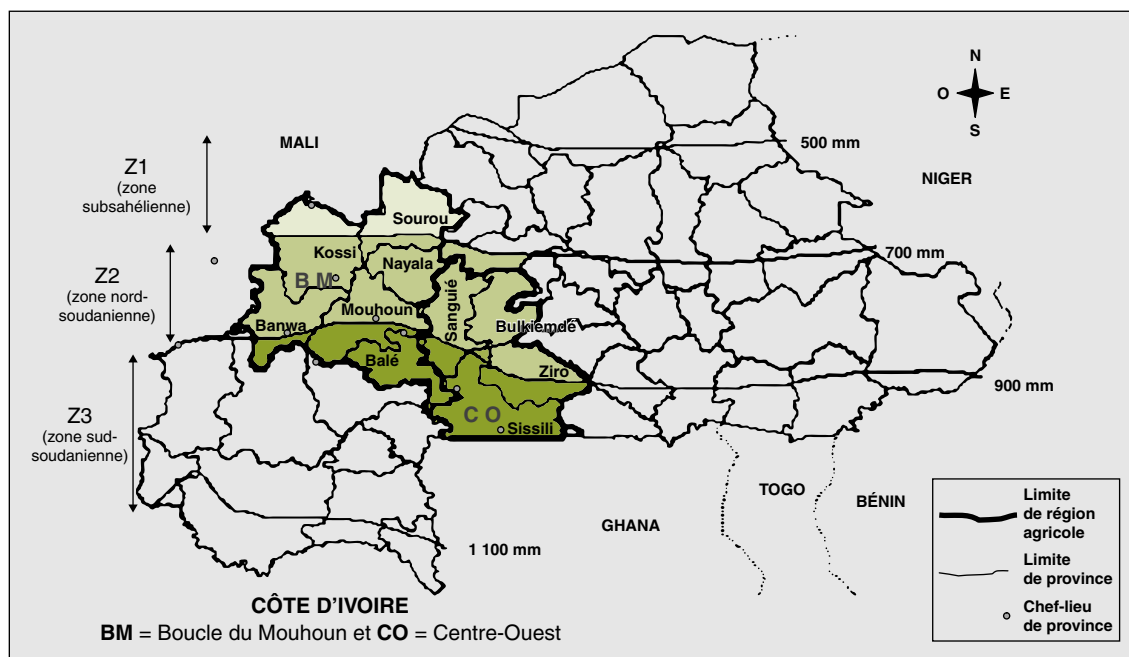 N
O
E
S
MALI
500 mm
NIGER
Z1
(zone
subsahélienne)
Sourou
Kossi
700 mm
Nayala
Z2
(zone nord-
soudanienne)
B M
Sanguié
Mouhoun
Banwa
Bulkiemdé
Balé
Ziro
900 mm
Z3
(zone sud-
soudanienne)
C O
Sissili
TOGO
BÉNIN
GHANA
1 100 mm
Limite
de région
agricole
Limite
de province
Chef-lieu
de province
CÔTE D'IVOIRE
BM = Boucle du Mouhoun et CO = Centre-Ouest